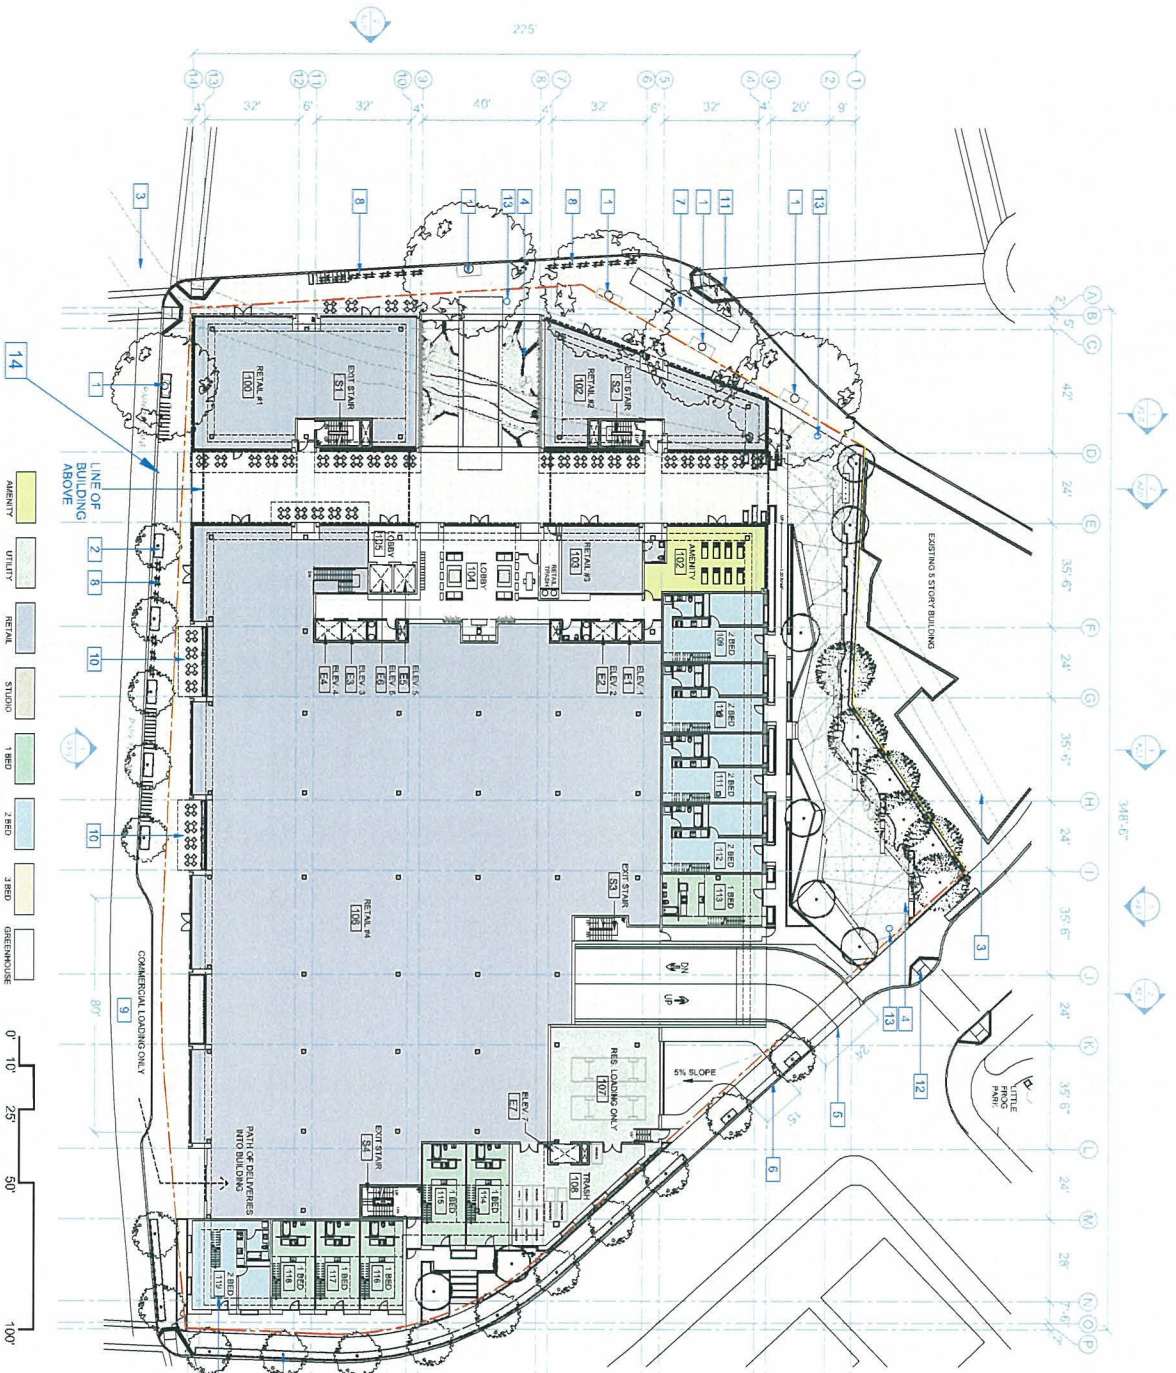 225'
14
13
12
11
10
9
8
7
6
5
4
3
2
1
4'
32'
6'
32'
4'
40'
4'
32'
6'
32'
4'
20'
9'
3
8
1
13
4
8
1
7
1
11
1
13
A
B
C
D
E
F
G
H
I
J
K
L
M
N
O
P
2'
5'
42'
24'
35'-6"
24'
35'-6"
24'
35'-6"
24'
35'-6"
24'
28'
7'-6"
348'-6"
RETAIL #1
100
EXIT STAIR
S1
RETAIL #2
102
EXIT STAIR
S2
14
1
LINE OF
BUILDING
ABOVE
EXISTING 5 STORY BUILDING
LOBBY
LOBBY
104
RETAIL
TRASH
RETAIL #3
103
AMENITY
102
2
8
10
10
ELEV. 4
E4
ELEV. 3
E3
E6
ELEV. 5
E5
ELEV. 2
E2
ELEV. 1
E1
2 BED
109
2 BED
2 BED
111
2 BED
112
1 BED
113
EXIT STAIR
S3
RETAIL #4
106
3
4
13
12
DN
UP
5
6
24'
15'
5% SLOPE
RES. LOADING ONLY
107
E7
TRASH
108
LITTLE
FROG
PARK
COMMERCIAL LOADING ONLY
9
80'
PATH OF DELIVERIES
INTO BUILDING
EXIT STAIR
S4
1 BED
115
1 BED
114
2 BED
119
1 BED
118
1 BED
117
1 BED
116
AMENITY
UTILITY
RETAIL
STUDIO
1 BED
2 BED
3 BED
GREENHOUSE
0'
10'
25'
50'
100'